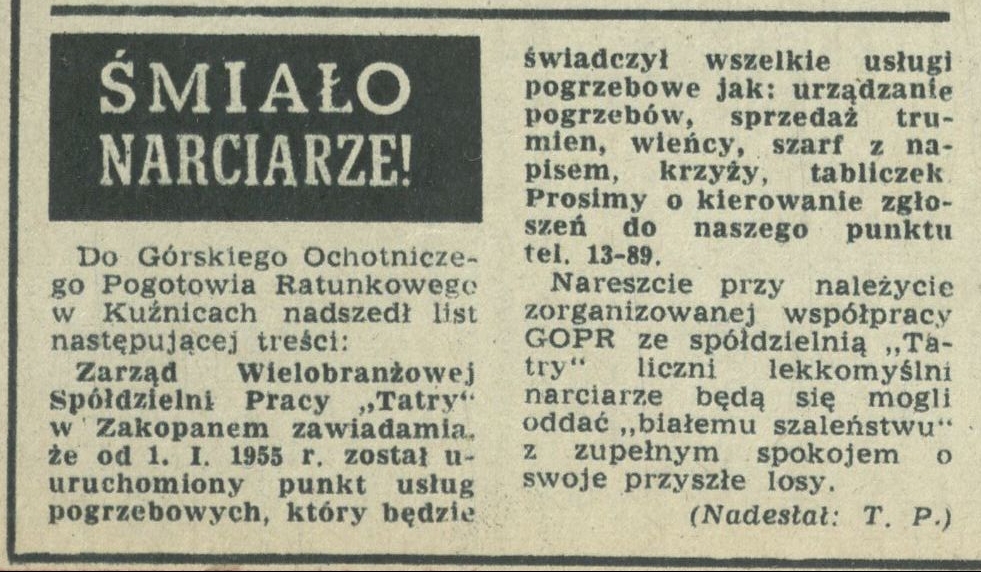 ŚMIAŁO
NARCIARZE!
Do Górskiego Ochotnicze-
go Pogotowia Ratunkowego
w Kuźnicach nadszedł list
następującej treści:
Zarząd Wielobranżowej
Spółdzielni Pracy „Tatry“
w Zakopanem zawiadamia,
że od 1. I. 1955 r. został u-
uruchomiony punkt usług
pogrzebowych, który będzie
świadczył wszelkie usługi
pogrzebowe jak: urządzanie
pogrzebów, sprzedaż tru-
mien, wieńcy, szarf z na-
pisem, krzyży, tabliczek
Prosimy o kierowanie zgło-
szeń do naszego punktu
tel. 13-89.
Nareszcie przy należycie
zorganizowanej współpracy
GOPR ze spółdzielnią „Ta-
try“ liczni lekkomyślni
narciarze będą się mogli
oddać „białemu szaleństwu“
z zupełnym spokojem o
swoje przyszłe losy.
(Nadesłał: T. P.)